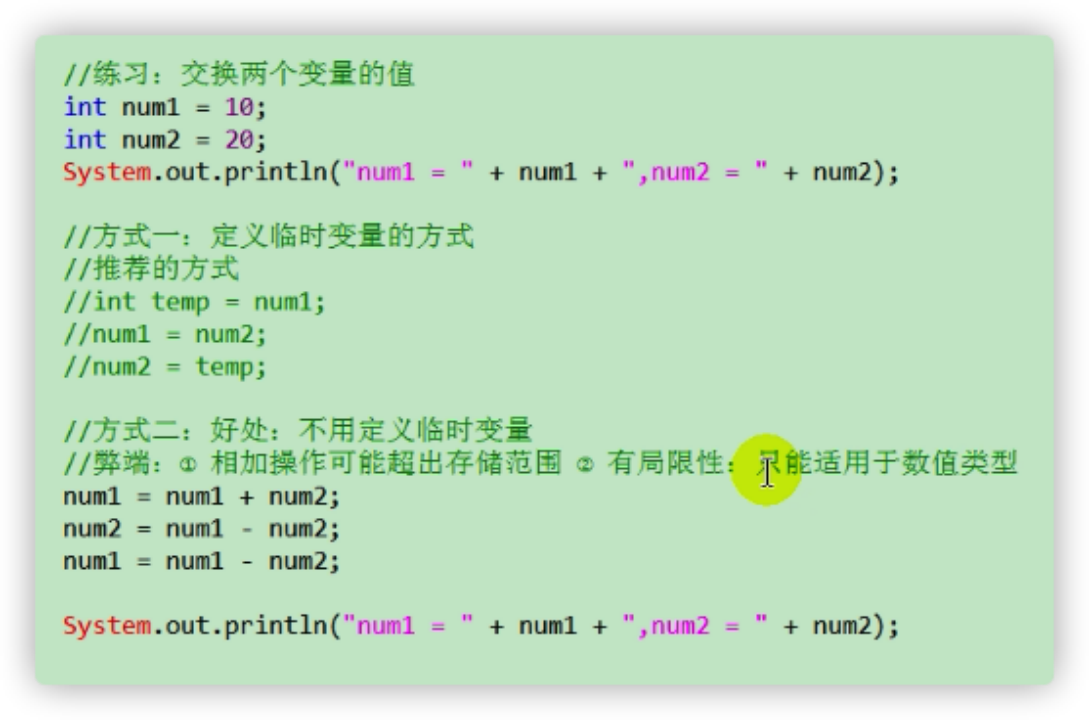 //练习：交换两个变量的值
int num1 = 10;
int num2 = 20;
System.out.println("num1 = " + num1 + ",num2 = " + num2);
//方式一：定义临时变量的方式
//推荐的方式
//int temp = num1;
//num1 = num2;
//num2 = temp;
//方式二：好处：不用定义临时变量
//弊端：① 相加操作可能超出存储范围 ② 有局限性：只能适用于数值类型
num1 = num1 + num2;
num2 = num1 - num2;
num1 = num1 - num2;
System.out.println("num1 = " + num1 + ",num2 = " + num2);